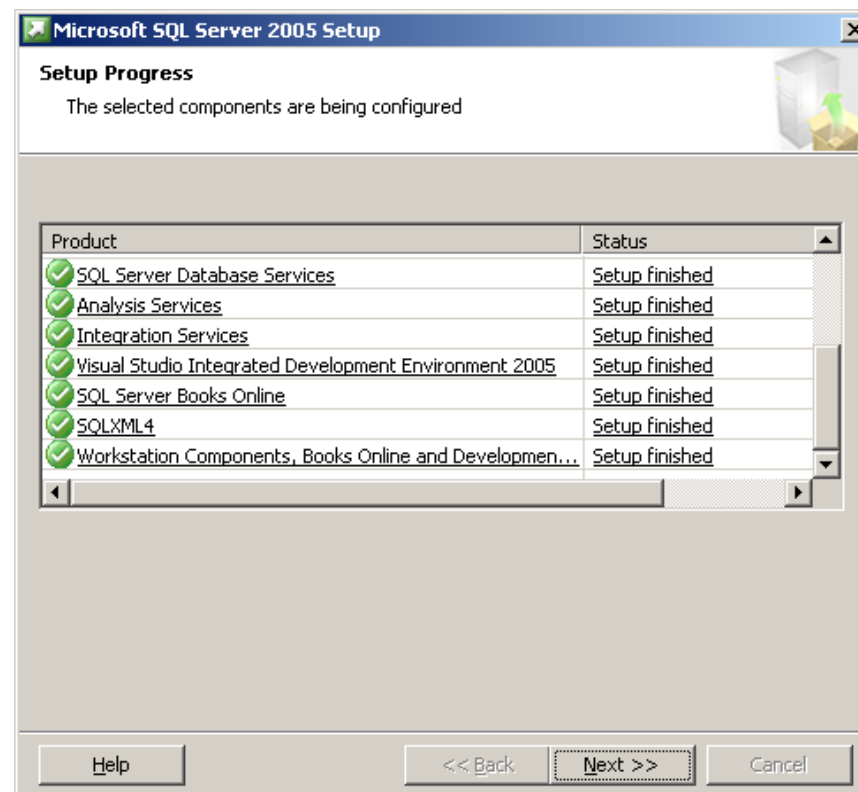 Microsoft SQL Server 2005 Setup
Setup Progress
The selected components are being configured
Product Status
SQL Server Database Services Setup finished
Analysis Services Setup finished
Integration Services Setup finished
Visual Studio Integrated Development Environment 2005 Setup finished
SQL Server Books Online Setup finished
SQLXML4 Setup finished
Workstation Components, Books Online and Developmen... Setup finished
Help << Back Next >> Cancel